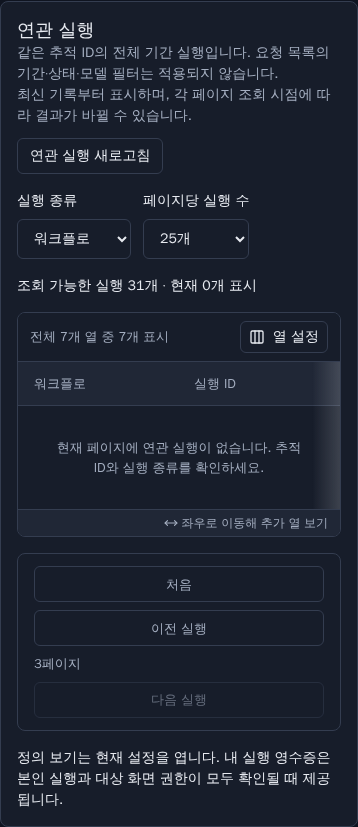 연관 실행
같은 추적 ID의 전체 기간 실행입니다. 요청 목록의
기간·상태·모델 필터는 적용되지 않습니다.
최신 기록부터 표시하며, 각 페이지 조회 시점에 따
라 결과가 바뀔 수 있습니다.
연관 실행 새로고침
실행 종류 페이지당 실행 수
워크플로 25개
조회 가능한 실행 31개 · 현재 0개 표시
전체 7개 열 중 7개 표시 열 설정
워크플로 실행 ID
현재 페이지에 연관 실행이 없습니다. 추적
ID와 실행 종류를 확인하세요.
↔ 좌우로 이동해 추가 열 보기
처음
이전 실행
3페이지
다음 실행
정의 보기는 현재 설정을 엽니다. 내 실행 영수증은
본인 실행과 대상 화면 권한이 모두 확인될 때 제공
됩니다.